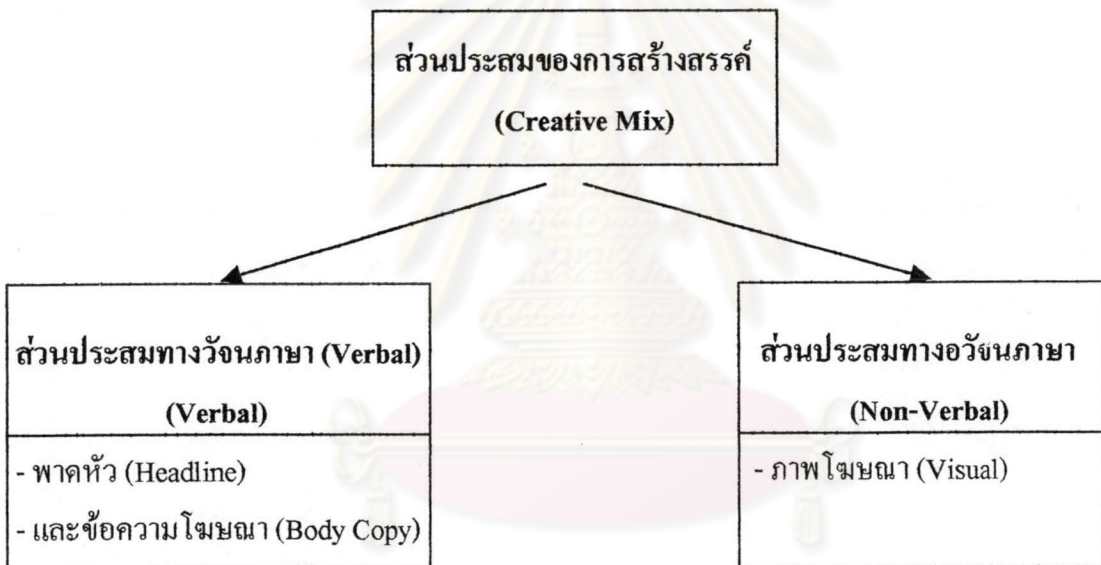 ส่วนประสมของการสร้างสรรค์
(Creative Mix)
ส่วนประสมทางวัจนภาษา (Verbal)
(Verbal)
- พาดหัว (Headline)
- และข้อความโฆษณา (Body Copy)
ส่วนประสมทางอวัจนภาษา
(Non-Verbal)
- ภาพโฆษณา (Visual)